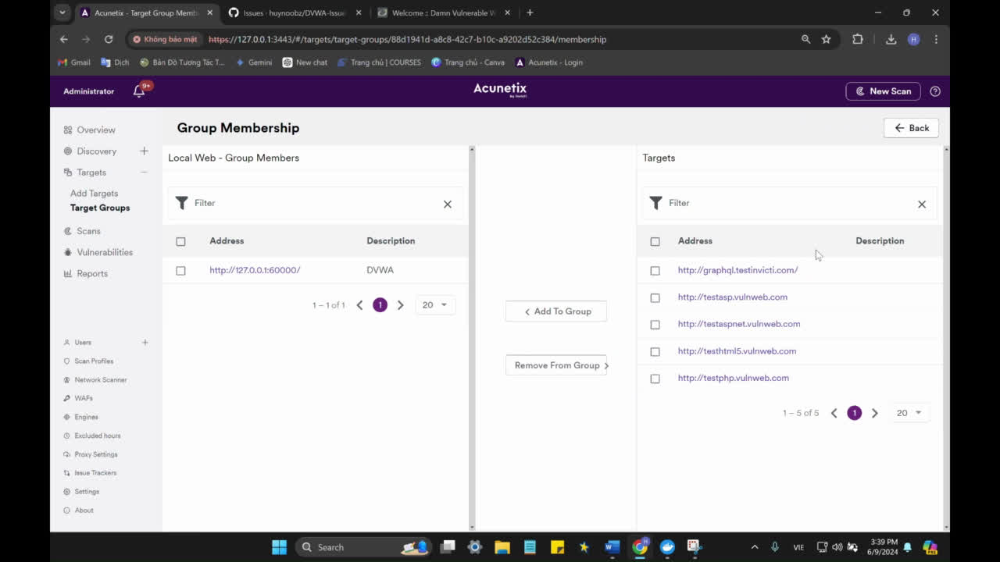 Acunetix - Target Group Memb
Issues · huynoobz/DVWA-Issue
Welcome :: Damn Vulnerable W
Không bảo mật
https://127.0.0.1:3443/#/targets/target-groups/88d1941d-a8c8-42c7-b10c-a9202d52c384/membership
H
Gmail
Dịch
Bản Đồ Tương Tác T...
Gemini
New chat
Trang chủ | COURSES
Trang chủ - Canva
Acunetix - Login
Administrator
9+
Acunetix
by Invicti
New Scan
Overview
Discovery
Targets
Add Targets
Target Groups
Scans
Vulnerabilities
Reports
Users
Scan Profiles
Network Scanner
WAFs
Engines
Excluded hours
Proxy Settings
Issue Trackers
Settings
About
Group Membership
Back
Local Web - Group Members
Filter
Address Description
http://127.0.0.1:60000/ DVWA
1 – 1 of 1 1 20
Add To Group
Remove From Group
Targets
Filter
Address Description
http://graphql.testinvicti.com/
http://testasp.vulnweb.com
http://testaspnet.vulnweb.com
http://testhtml5.vulnweb.com
http://testphp.vulnweb.com
1 – 5 of 5 1 20
Search
VIE
3:39 PM
6/9/2024